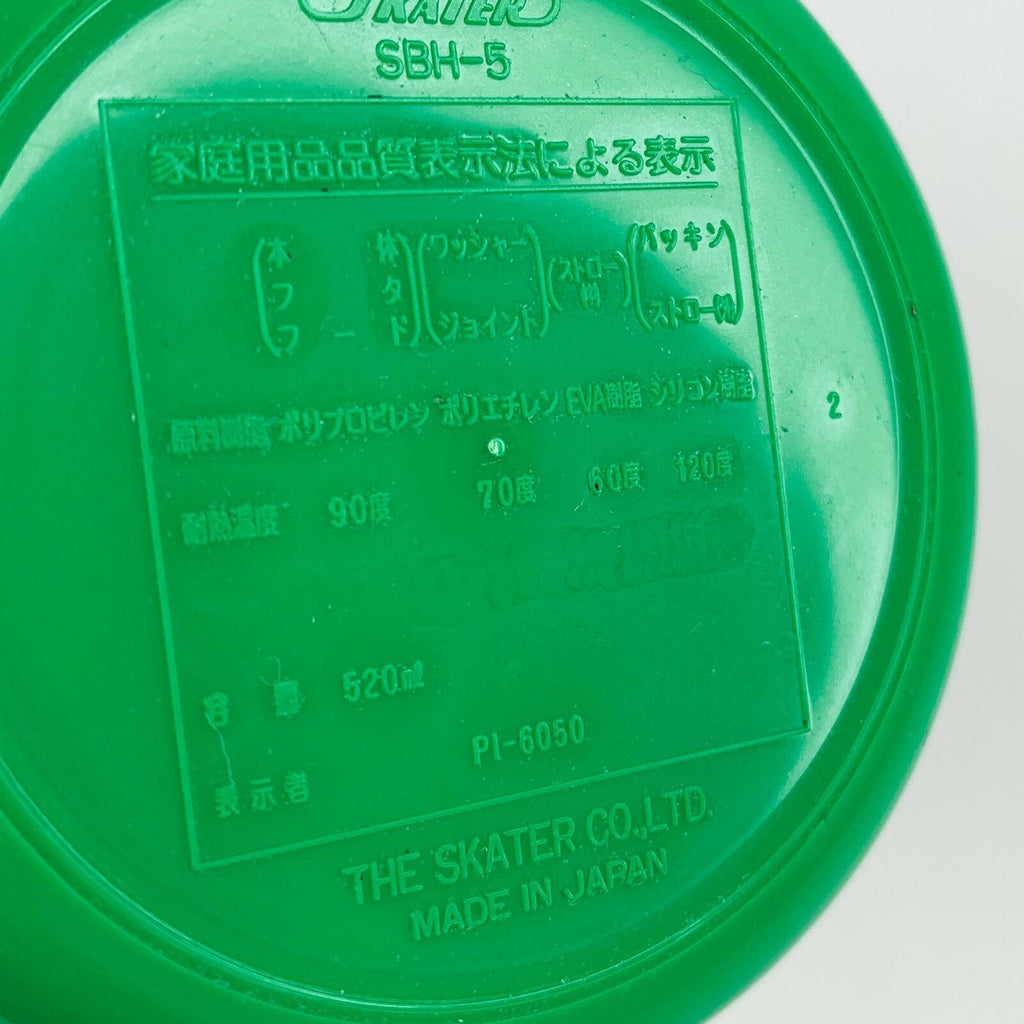 SKATER
SBH-5
家庭用品品質表示法による表示
本体 ワッシャー ストロー パッキン
フタ
フード ジョイント ストロー
原料樹脂 ポリプロピレン ポリエチレン EVA樹脂 シリコン樹脂
耐熱温度 90度 70度 60度 120度
2
容量 520㎖
表示者 PI-6050
THE SKATER CO.,LTD.
MADE IN JAPAN